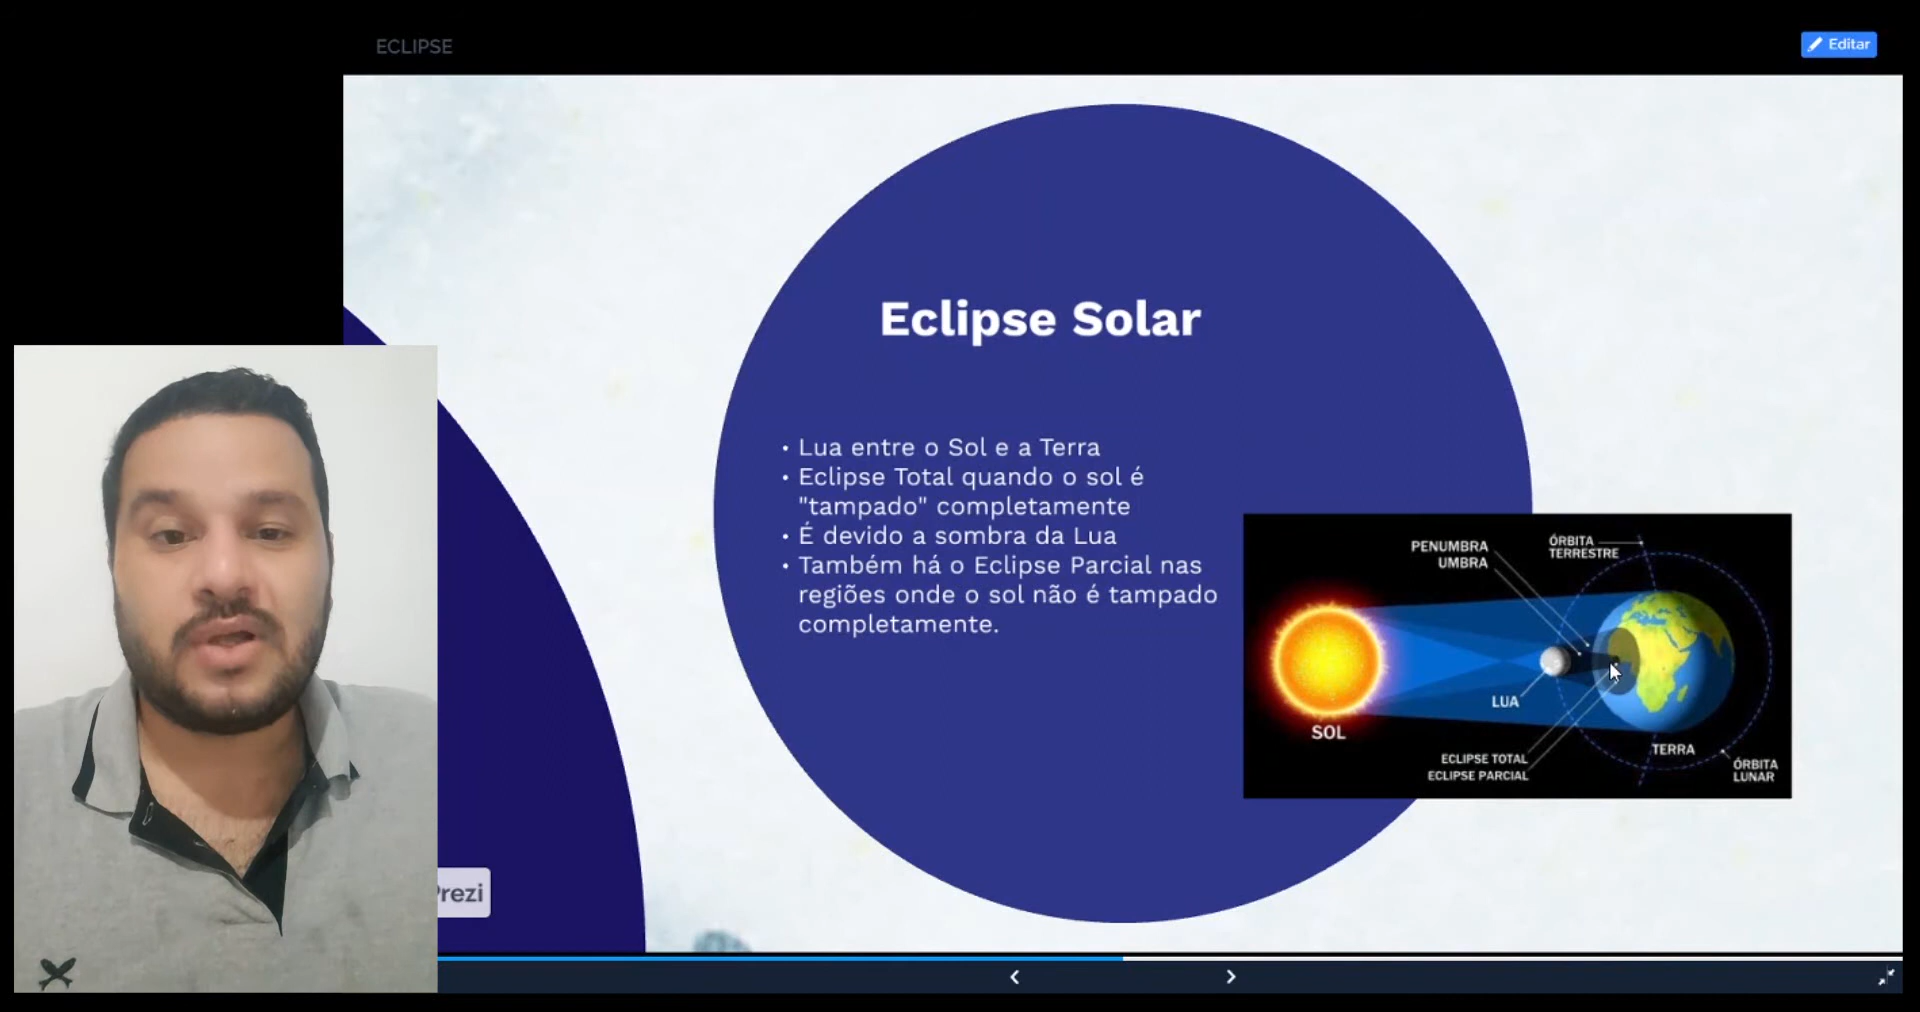 ECLIPSE
Editar
Eclipse Solar
• Lua entre o Sol e a Terra
• Eclipse Total quando o sol é
"tampado" completamente
• É devido a sombra da Lua
• Também há o Eclipse Parcial nas
regiões onde o sol não é tampado
completamente.
PENUMBRA
UMBRA
ÓRBITA
TERRESTRE
LUA
SOL
ECLIPSE TOTAL
ECLIPSE PARCIAL
TERRA
ÓRBITA
LUNAR
rezi